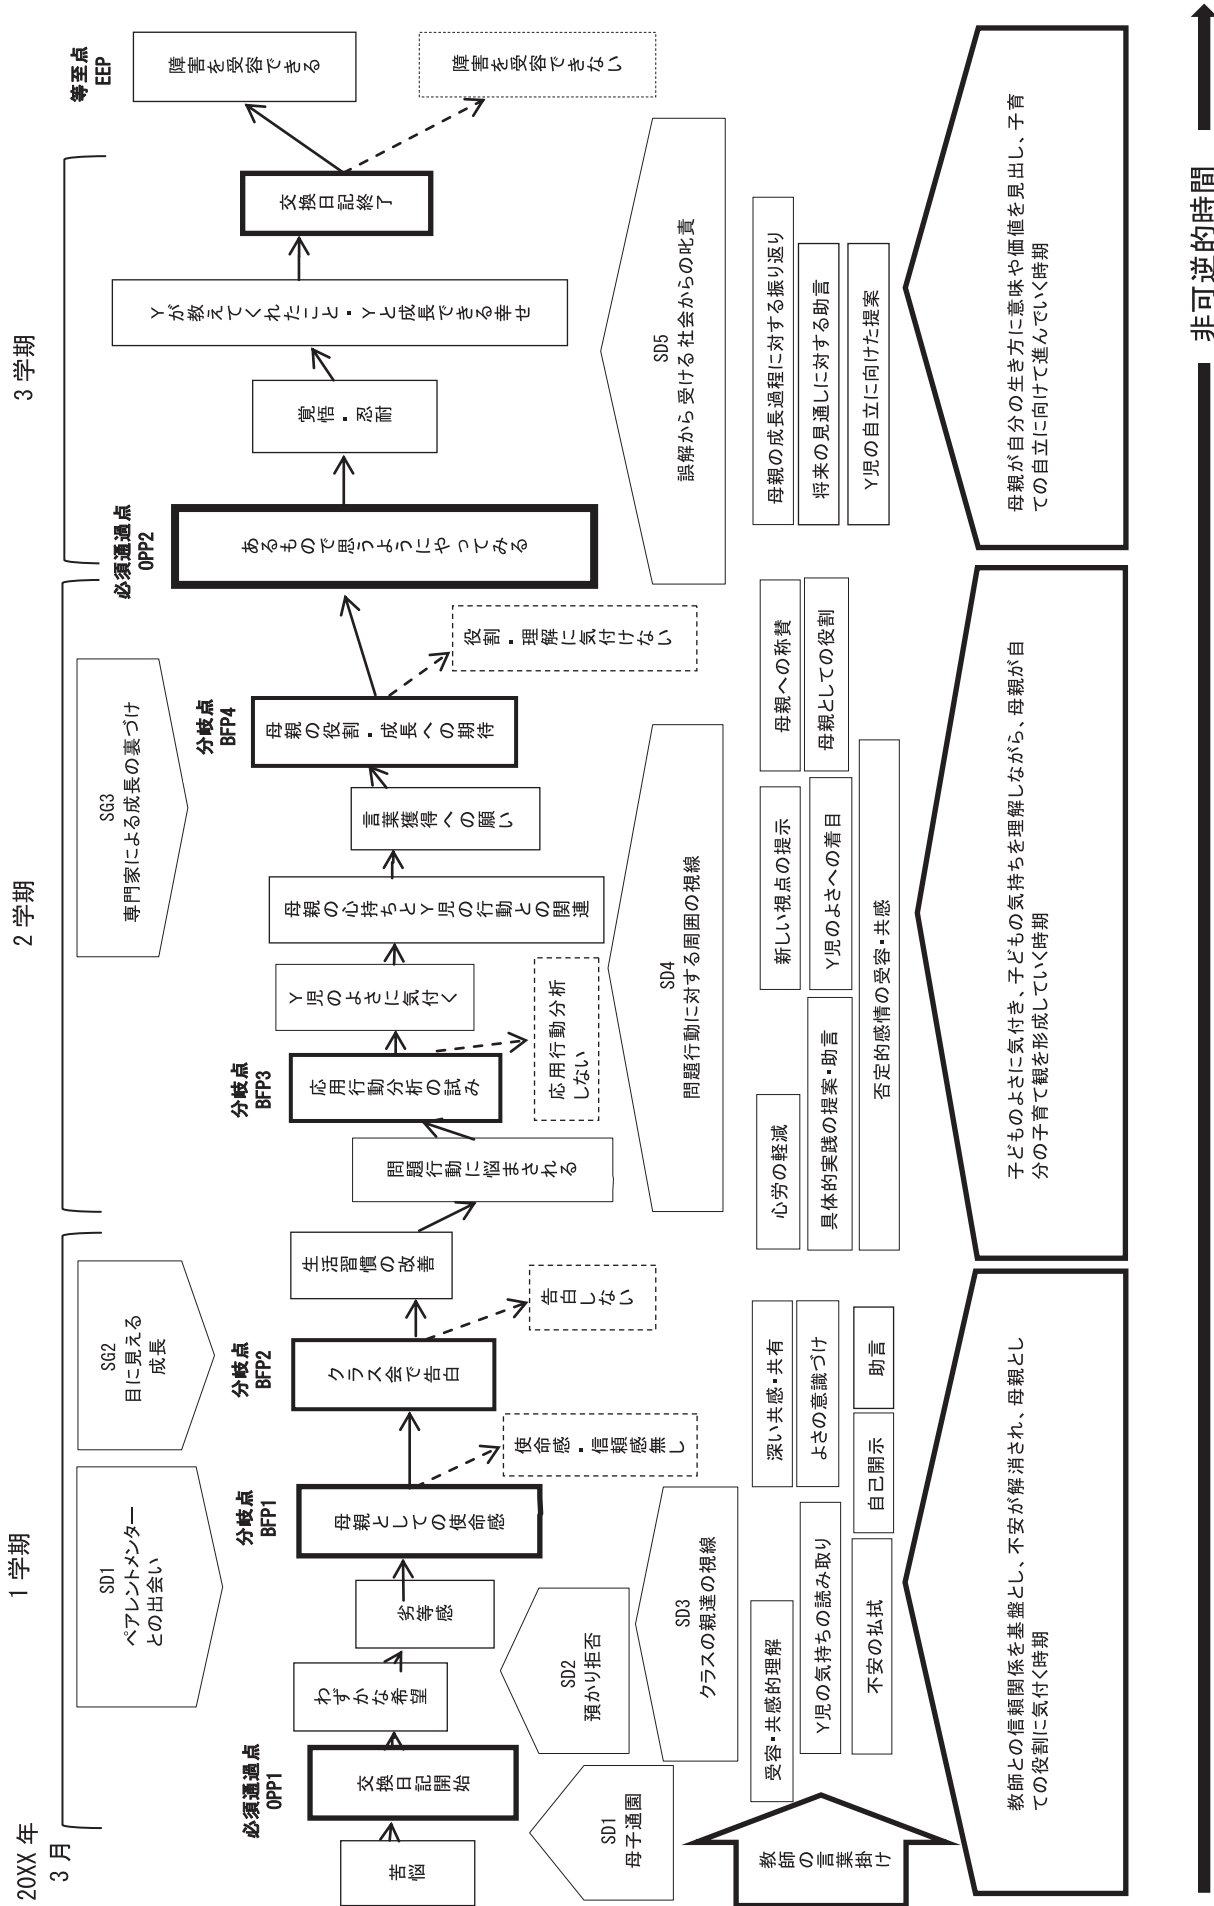 20XX 年
3 月
1 学期
2 学期
3 学期
SD1
ペアレントメンター
との出会い
SG2
目に見える
成長
SG3
専門家による成長の裏づけ
必須通過点
OPP1
分岐点
BFP1
分岐点
BFP2
分岐点
BFP3
分岐点
BFP4
必須通過点
OPP2
等至点
EEP
苦悩
交換日記開始
わずかな希望
劣等感
母親としての使命感
使命感・信頼感無し
クラス会で告白
告白しない
生活習慣の改善
問題行動に悩まされる
応用行動分析の試み
応用行動分析
しない
Y児のよさに気付く
母親の心持ちとY児の行動との関連
言葉獲得への願い
母親の役割・成長への期待
役割・理解に気付けない
あるもので思うようにやってみる
覚悟・忍耐
Yが教えてくれたこと・Yと成長できる幸せ
交換日記終了
障害を受容できる
障害を受容できない
SD1
母子通園
SD2
預かり拒否
SD3
クラスの親達の視線
SD4
問題行動に対する周囲の視線
SD5
誤解から受ける社会からの叱責
教師の言葉掛け
受容・共感的理解
Y児の気持ちの読み取り
不安の払拭
深い共感・共有
よさの意識づけ
自己開示
助言
心労の軽減
具体的実践の提案・助言
否定的感情の受容・共感
新しい視点の提示
Y児のよさへの着目
母親への称賛
母親としての役割
母親の成長過程に対する振り返り
将来の見通しに対する助言
Y児の自立に向けた提案
教師との信頼関係を基盤とし、不安が解消され、母親とし
ての役割に気付く時期
子どものよさに気付き、子どもの気持ちを理解しながら、母親が自
分の子育て観を形成していく時期
母親が自分の生き方に意味や価値を見出し、子育
ての自立に向けて進んでいく時期
非可逆的時間